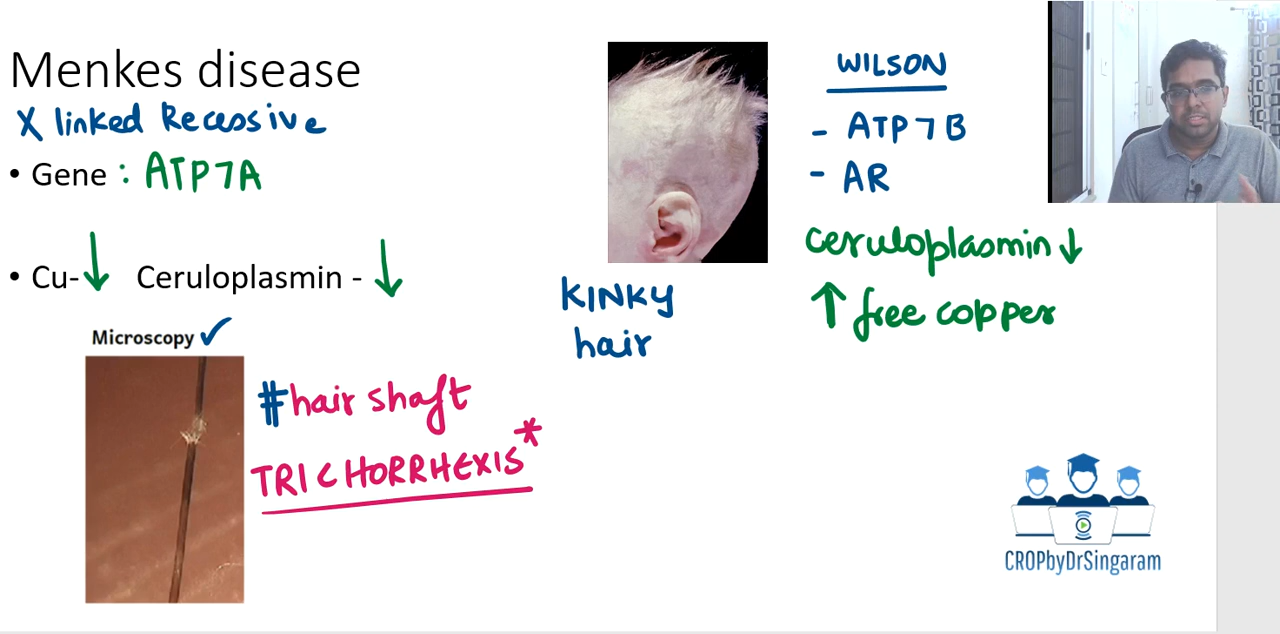 Menkes disease
X linked Recessive
• Gene : ATP7A
• Cu-↓ Ceruloplasmin - ↓
Microscopy ✓
#hair shaft
TRICHORRHEXIS*
KINKY
hair
WILSON
- ATP7B
- AR
ceruloplasmin ↓
↑ free copper
CROPbyDrSingaram